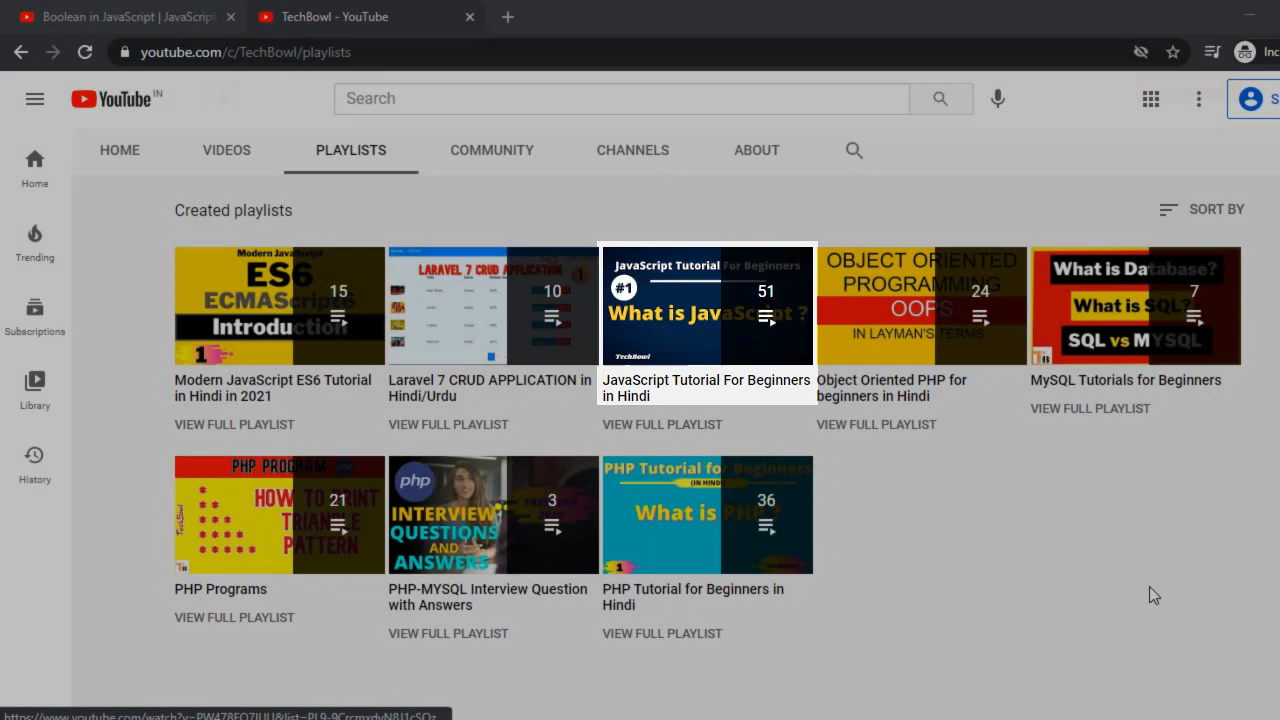 Boolean in JavaScript | JavaScript
TechBowl - YouTube
youtube.com/c/TechBowl/playlists
Inc
YouTube IN
Search
S
HOME
VIDEOS
PLAYLISTS
COMMUNITY
CHANNELS
ABOUT
Home
Trending
Subscriptions
Library
History
Created playlists
SORT BY
Modern JavaScript
ES6
ECMAScripts
Introduction
1
15
Modern JavaScript ES6 Tutorial
in Hindi in 2021
VIEW FULL PLAYLIST
LARAVEL 7 CRUD APPLICATION
1
10
Laravel 7 CRUD APPLICATION in
Hindi/Urdu
VIEW FULL PLAYLIST
JavaScript Tutorial For Beginners
#1
What is JavaScript ?
TechBowl
51
JavaScript Tutorial For Beginners
in Hindi
VIEW FULL PLAYLIST
OBJECT ORIENTED
PROGRAMMING
OOPS
IN LAYMAN'S TERMS
24
Object Oriented PHP for
beginners in Hindi
VIEW FULL PLAYLIST
What is Database?
What is SQL?
SQL vs MYSQL
7
MySQL Tutorials for Beginners
VIEW FULL PLAYLIST
PHP PROGRAM
HOW TO PRINT
TRIANGLE
PATTERN
TechBowl
21
PHP Programs
VIEW FULL PLAYLIST
php
INTERVIEW
QUESTIONS
AND
ANSWERS
3
PHP-MYSQL Interview Question
with Answers
VIEW FULL PLAYLIST
PHP Tutorial for Beginners
(IN HINDI)
What is PHP ?
1
36
PHP Tutorial for Beginners in
Hindi
VIEW FULL PLAYLIST